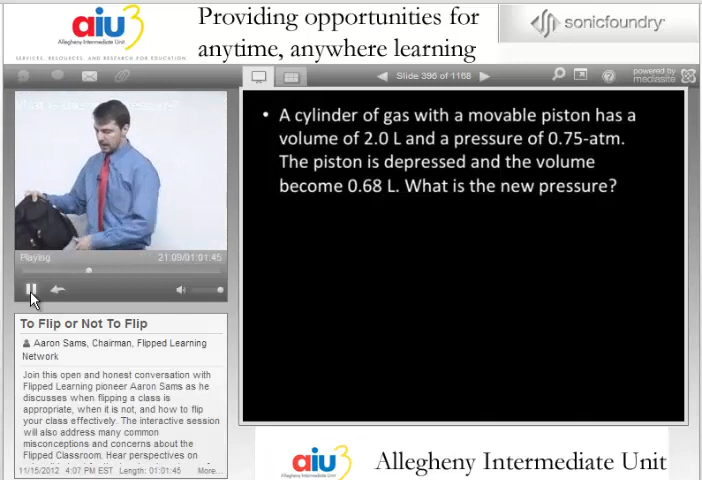 aiu3
Allegheny Intermediate Unit
SERVICES, RESOURCES, AND RESEARCH FOR EDUCATION
Providing opportunities for
anytime, anywhere learning
sonicfoundry
Slide 396 of 1168
powered by
mediasite
What is
Playing
21:09/01:01:45
To Flip or Not To Flip
Aaron Sams, Chairman, Flipped Learning
Network
Join this open and honest conversation with
Flipped Learning pioneer Aaron Sams as he
discusses when flipping a class is
appropriate, when it is not, and how to flip
your class effectively. The interactive session
will also address many common
misconceptions and concerns about the
Flipped Classroom. Hear perspectives on
11/15/2012 4:07 PM EST Length: 01:01:45 More...
• A cylinder of gas with a movable piston has a
volume of 2.0 L and a pressure of 0.75-atm.
The piston is depressed and the volume
become 0.68 L. What is the new pressure?
aiu3
Allegheny Intermediate Unit
Allegheny Intermediate Unit